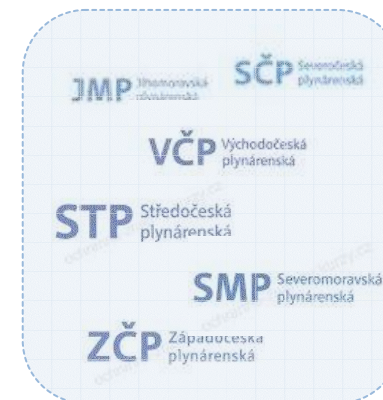 SČP Severočeská
plynárenská
JMP Jihomoravská
plynárenská
VČP Východočeská
plynárenská
STP Středočeská
plynárenská
SMP Severomoravská
plynárenská
ZČP Západočeská
plynárenská